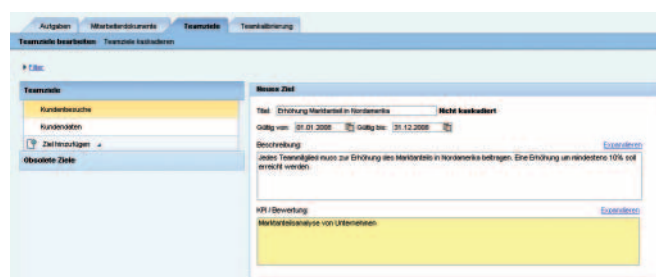 Aufgaben Mitarbeiterdokumente Teamziele Teamkalibrierung
Teamziele bearbeiten Teamziele kaskadieren
Filter
Teamziele
Kundenbesuche
Kundendaten
Ziel hinzufügen
Obsolete Ziele
Neues Ziel
Titel: Erhöhung Marktanteil in Nordamerika Nicht kaskadiert
Gültig von: 01.01.2008 Gültig bis: 31.12.2008
Beschreibung: Expandieren
Jedes Teammitglied muss zur Erhöhung des Marktanteils in Nordamerika beitragen. Eine Erhöhung um mindestens 10% soll
erreicht werden.
KPI / Bewertung: Expandieren
Marktanteilsanalyse von Unternehmen